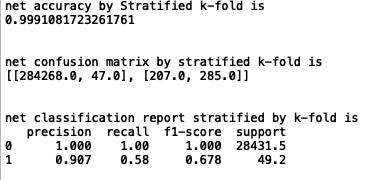 net accuracy by Stratified k-fold is
0.9991081723261761
net confusion matrix by stratified k-fold is
[[284268.0, 47.0], [207.0, 285.0]]
net classification report stratified by k-fold is
precision recall f1-score support
0 1.000 1.00 1.000 28431.5
1 0.907 0.58 0.678 49.2